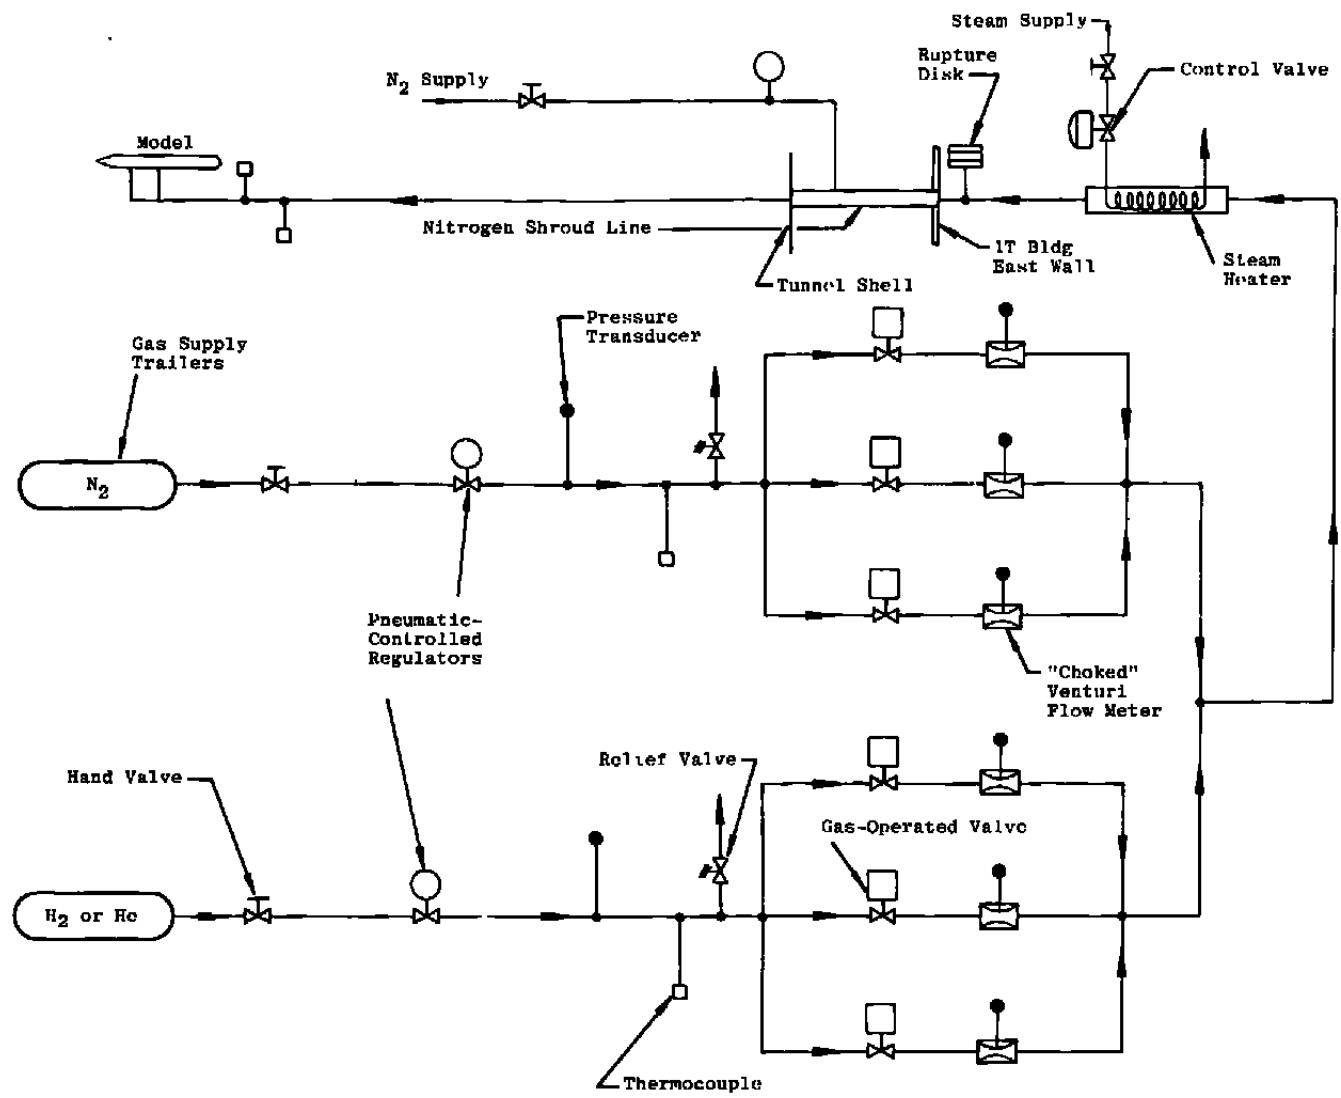 Steam Supply
Rupture
Disk
Control Valve
N2 Supply
Model
Nitrogen Shroud Line
1T Bldg
East Wall
Steam
Heater
Tunnel Shell
Pressure
Transducer
Gas Supply
Trailers
N2
Pneumatic-
Controlled
Regulators
"Choked"
Venturi
Flow Meter
Hand Valve
Relief Valve
Gas-Operated Valve
H2 or He
Thermocouple